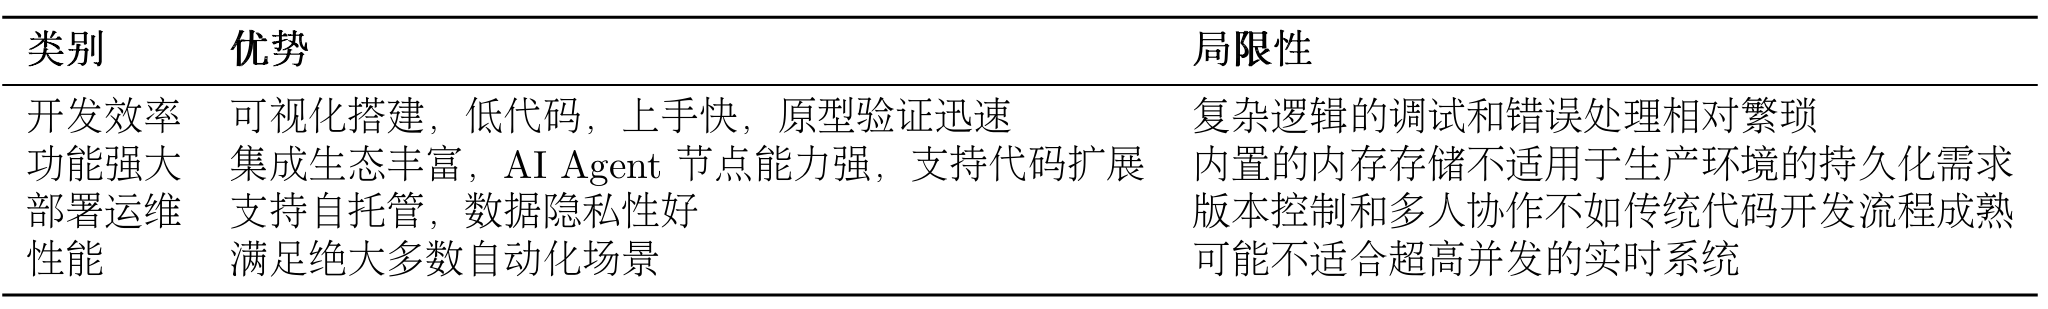 类别 优势 局限性
开发效率 可视化搭建，低代码，上手快，原型验证迅速 复杂逻辑的调试和错误处理相对繁琐
功能强大 集成生态丰富，AI Agent 节点能力强，支持代码扩展 内置的内存存储不适用于生产环境的持久化需求
部署运维 支持自托管，数据隐私性好 版本控制和多人协作不如传统代码开发流程成熟
性能 满足绝大多数自动化场景 可能不适合超高并发的实时系统